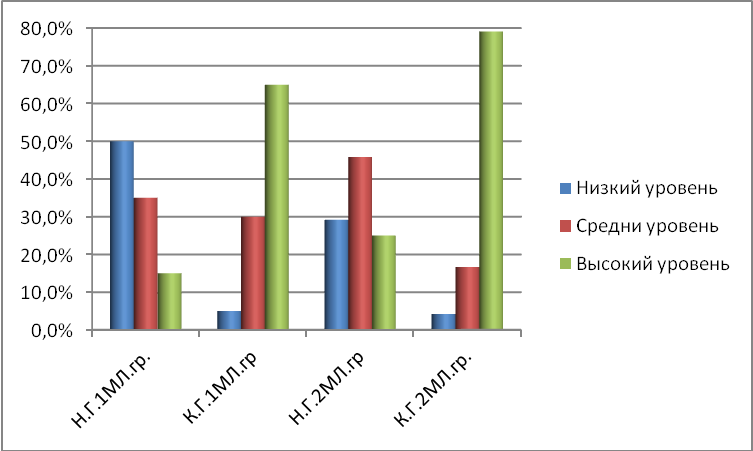 80,0%
70,0%
60,0%
50,0%
40,0%
30,0%
20,0%
10,0%
0,0%
Н.Г.1МЛ.гр.
К.Г.1МЛ.гр
Н.Г.2МЛ.гр
К.Г.2МЛ.гр.
Низкий уровень
Средни уровень
Высокий уровень